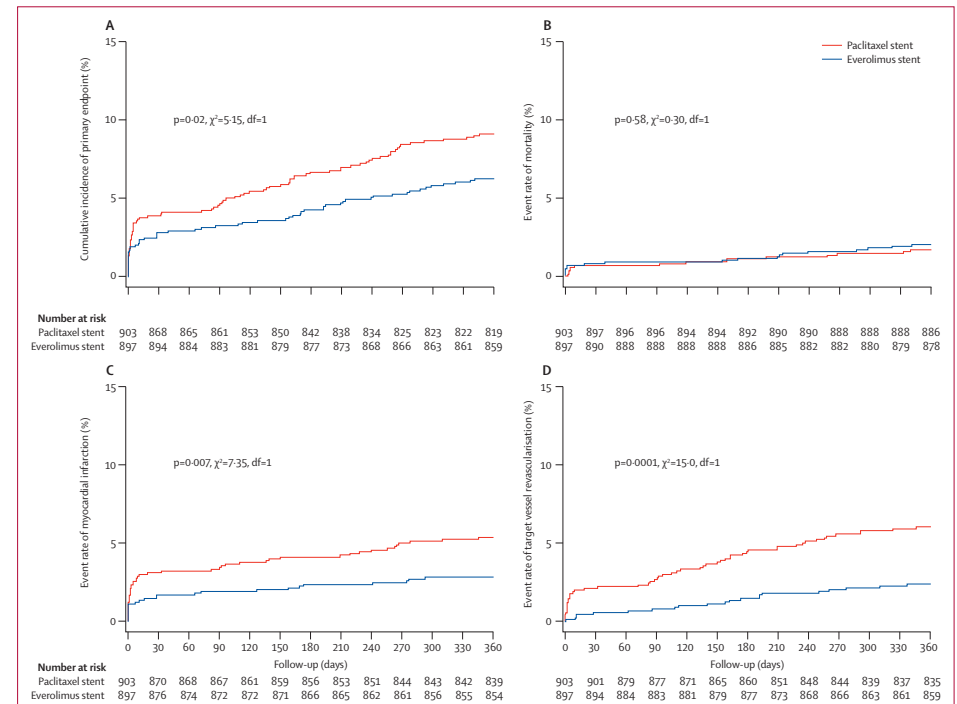 A
15
10
5
0
Cumulative incidence of primary endpoint (%)
p=0·02, χ²=5·15, df=1
B
15
10
5
0
Event rate of mortality (%)
p=0·58, χ²=0·30, df=1
Paclitaxel stent
Everolimus stent
Number at risk
Paclitaxel stent 903 868 865 861 853 850 842 838 834 825 823 822 819
Everolimus stent 897 894 884 883 881 879 877 873 868 866 863 861 859
903 897 896 896 894 894 892 890 890 888 888 888 886
897 890 888 888 888 888 886 885 882 882 880 879 878
C
15
10
5
0
Event rate of myocardial infarction (%)
p=0·007, χ²=7·35, df=1
0 30 60 90 120 150 180 210 240 270 300 330 360
Follow-up (days)
D
15
10
5
0
Event rate of target vessel revascularisation (%)
p=0·0001, χ²=15·0, df=1
0 30 60 90 120 150 180 210 240 270 300 330 360
Follow-up (days)
Number at risk
Paclitaxel stent 903 870 868 867 861 859 856 853 851 844 843 842 839
Everolimus stent 897 876 874 872 872 871 866 865 862 861 856 855 854
903 901 879 877 871 865 860 851 848 844 839 837 835
897 894 884 883 881 879 877 873 868 866 863 861 859